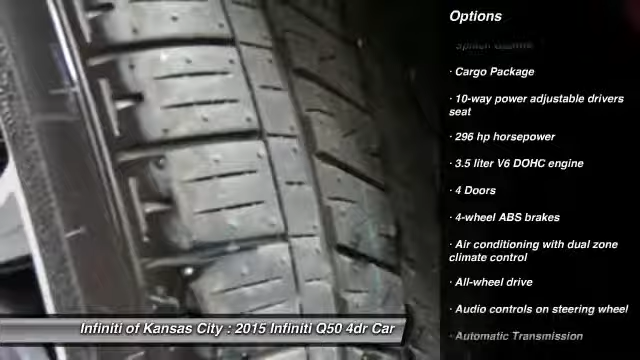 Options
· Cargo Package
· 10-way power adjustable drivers
seat
· 296 hp horsepower
· 3.5 liter V6 DOHC engine
· 4 Doors
· 4-wheel ABS brakes
· Air conditioning with dual zone
climate control
· All-wheel drive
· Audio controls on steering wheel
· Automatic Transmission
Infiniti of Kansas City : 2015 Infiniti Q50 4dr Car